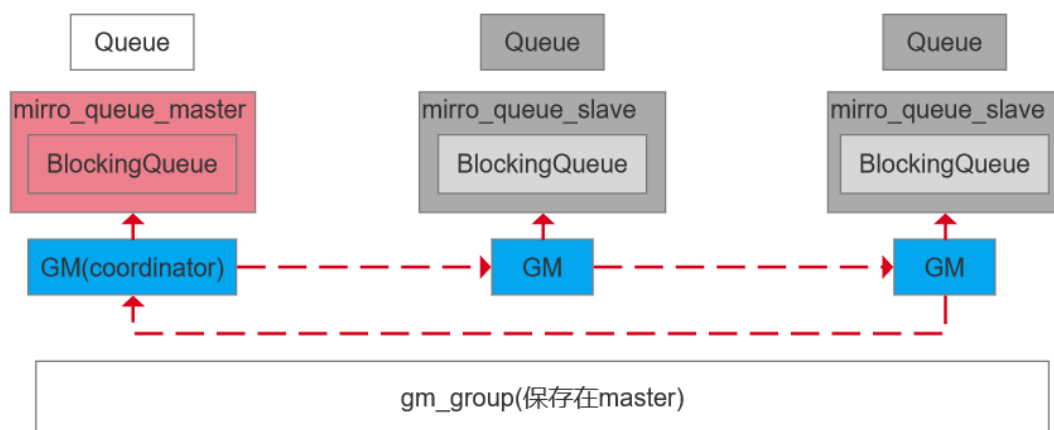 Queue
Queue
Queue
mirro_queue_master
mirro_queue_slave
mirro_queue_slave
BlockingQueue
BlockingQueue
BlockingQueue
GM(coordinator)
GM
GM
gm_group(保存在master)